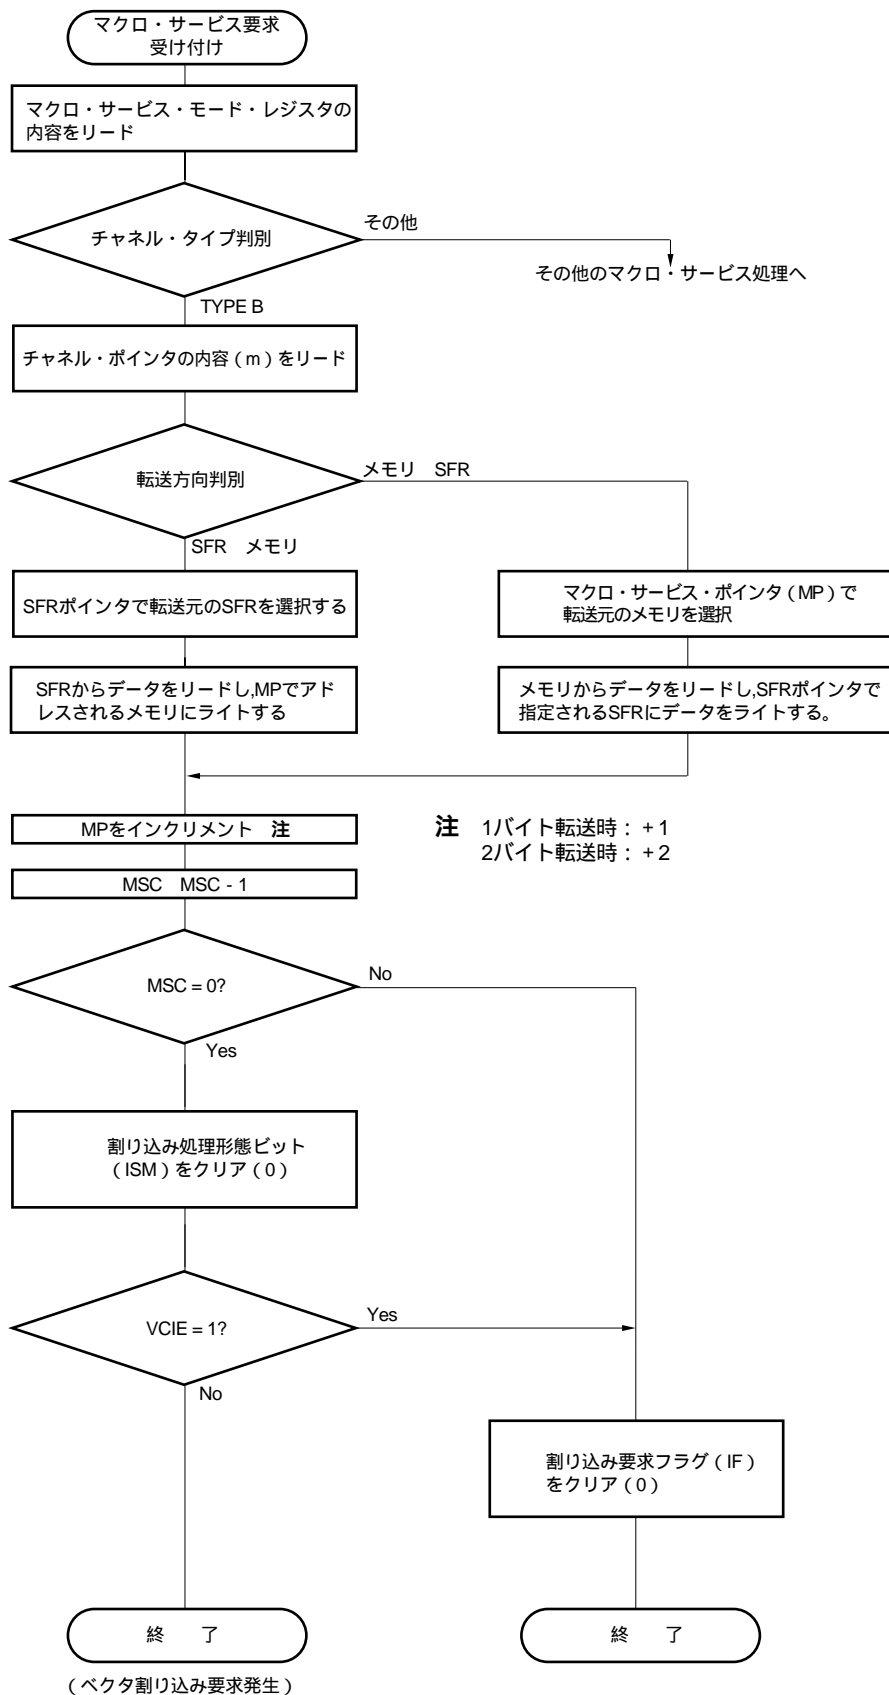 マクロ・サービス要求
受け付け
マクロ・サービス・モード・レジスタの
内容をリード
チャネル・タイプ判別
その他
その他のマクロ・サービス処理へ
TYPE B
チャネル・ポインタの内容（m）をリード
転送方向判別
メモリ　SFR
SFR　メモリ
SFRポインタで転送元のSFRを選択する
マクロ・サービス・ポインタ（MP）で
転送元のメモリを選択
SFRからデータをリードし,MPでアド
レスされるメモリにライトする
メモリからデータをリードし,SFRポインタで
指定されるSFRにデータをライトする。
MPをインクリメント　注
注　1バイト転送時：+1
2バイト転送時：+2
MSC　MSC - 1
MSC = 0?
No
Yes
割り込み処理形態ビット
（ISM）をクリア（0）
VCIE = 1?
Yes
No
割り込み要求フラグ（IF）
をクリア（0）
終　了
終　了
（ベクタ割り込み要求発生）